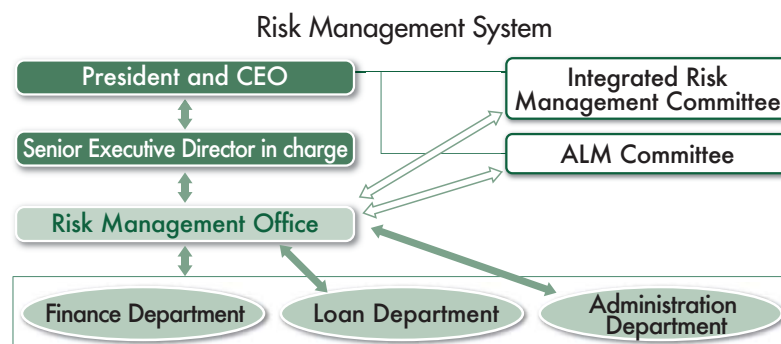 Risk Management System
President and CEO
Integrated Risk
Management Committee
Senior Executive Director in charge
ALM Committee
Risk Management Office
Finance Department
Loan Department
Administration
Department